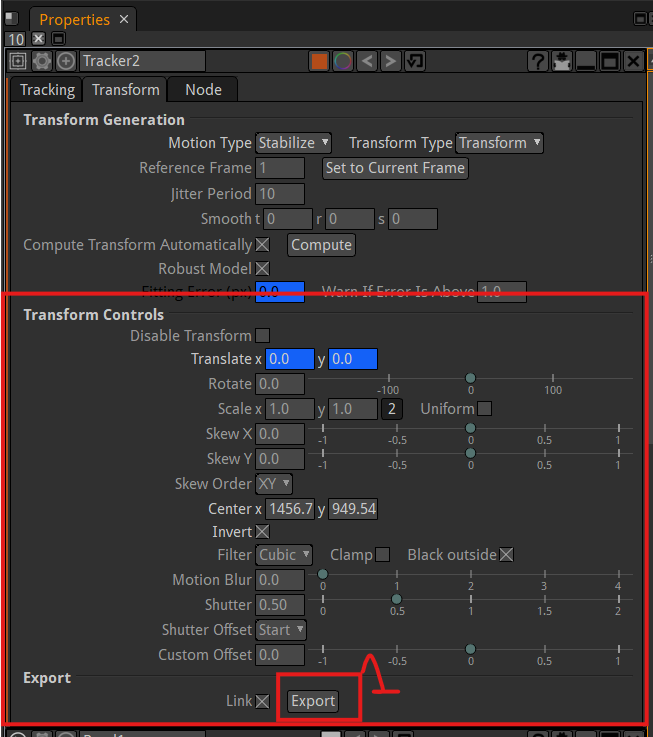 Properties ×
10
Tracker2
Tracking Transform Node
Transform Generation
Motion Type Stabilize Transform Type Transform
Reference Frame 1 Set to Current Frame
Jitter Period 10
Smooth t 0 r 0 s 0
Compute Transform Automatically Compute
Robust Model
Fitting Error (px) 0.0 Warn If Error Is Above 1.0
Transform Controls
Disable Transform
Translate x 0.0 y 0.0
Rotate 0.0 -100 0 100
Scale x 1.0 y 1.0 2 Uniform
Skew X 0.0 -1 -0.5 0 0.5 1
Skew Y 0.0 -1 -0.5 0 0.5 1
Skew Order XY
Center x 1456.7 y 949.54
Invert
Filter Cubic Clamp Black outside
Motion Blur 0.0 0 1 2 3 4
Shutter 0.50 0 0.5 1 1.5 2
Shutter Offset Start
Custom Offset 0.0 -1 -0.5 0 0.5 1
Export
Link Export